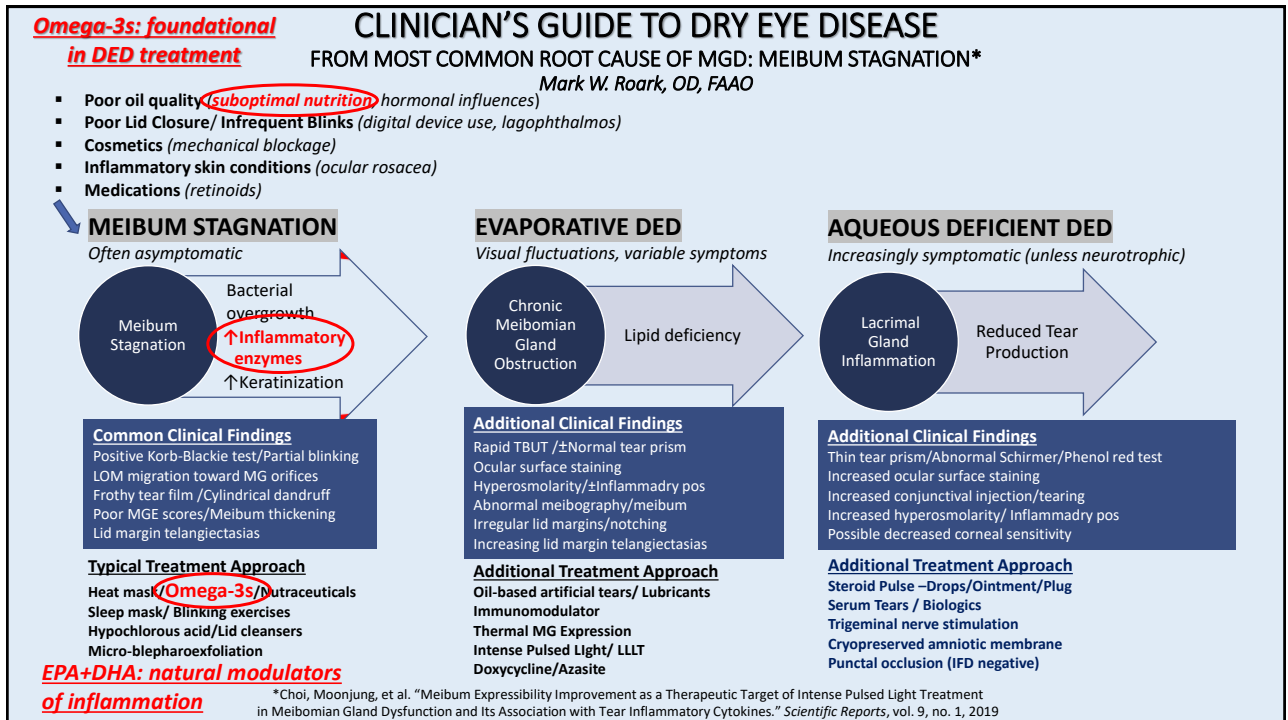 Omega-3s: foundational
in DED treatment
CLINICIAN'S GUIDE TO DRY EYE DISEASE
FROM MOST COMMON ROOT CAUSE OF MGD: MEIBUM STAGNATION*
Mark W. Roark, OD, FAAO
▪ Poor oil quality (suboptimal nutrition, hormonal influences)
▪ Poor Lid Closure/ Infrequent Blinks (digital device use, lagophthalmos)
▪ Cosmetics (mechanical blockage)
▪ Inflammatory skin conditions (ocular rosacea)
▪ Medications (retinoids)
MEIBUM STAGNATION
Often asymptomatic
Meibum
Stagnation
Bacterial
overgrowth
↑Inflammatory
enzymes
↑Keratinization
Common Clinical Findings
Positive Korb-Blackie test/Partial blinking
LOM migration toward MG orifices
Frothy tear film /Cylindrical dandruff
Poor MGE scores/Meibum thickening
Lid margin telangiectasias
Typical Treatment Approach
Heat mask/Omega-3s/Nutraceuticals
Sleep mask/ Blinking exercises
Hypochlorous acid/Lid cleansers
Micro-blepharoexfoliation
EVAPORATIVE DED
Visual fluctuations, variable symptoms
Chronic
Meibomian
Gland
Obstruction
Lipid deficiency
Additional Clinical Findings
Rapid TBUT /±Normal tear prism
Ocular surface staining
Hyperosmolarity/±Inflammadry pos
Abnormal meibography/meibum
Irregular lid margins/notching
Increasing lid margin telangiectasias
Additional Treatment Approach
Oil-based artificial tears/ Lubricants
Immunomodulator
Thermal MG Expression
Intense Pulsed LIght/ LLLT
Doxycycline/Azasite
AQUEOUS DEFICIENT DED
Increasingly symptomatic (unless neurotrophic)
Lacrimal
Gland
Inflammation
Reduced Tear
Production
Additional Clinical Findings
Thin tear prism/Abnormal Schirmer/Phenol red test
Increased ocular surface staining
Increased conjunctival injection/tearing
Increased hyperosmolarity/ Inflammadry pos
Possible decreased corneal sensitivity
Additional Treatment Approach
Steroid Pulse –Drops/Ointment/Plug
Serum Tears / Biologics
Trigeminal nerve stimulation
Cryopreserved amniotic membrane
Punctal occlusion (IFD negative)
EPA+DHA: natural modulators
of inflammation
*Choi, Moonjung, et al. "Meibum Expressibility Improvement as a Therapeutic Target of Intense Pulsed Light Treatment
in Meibomian Gland Dysfunction and Its Association with Tear Inflammatory Cytokines." Scientific Reports, vol. 9, no. 1, 2019